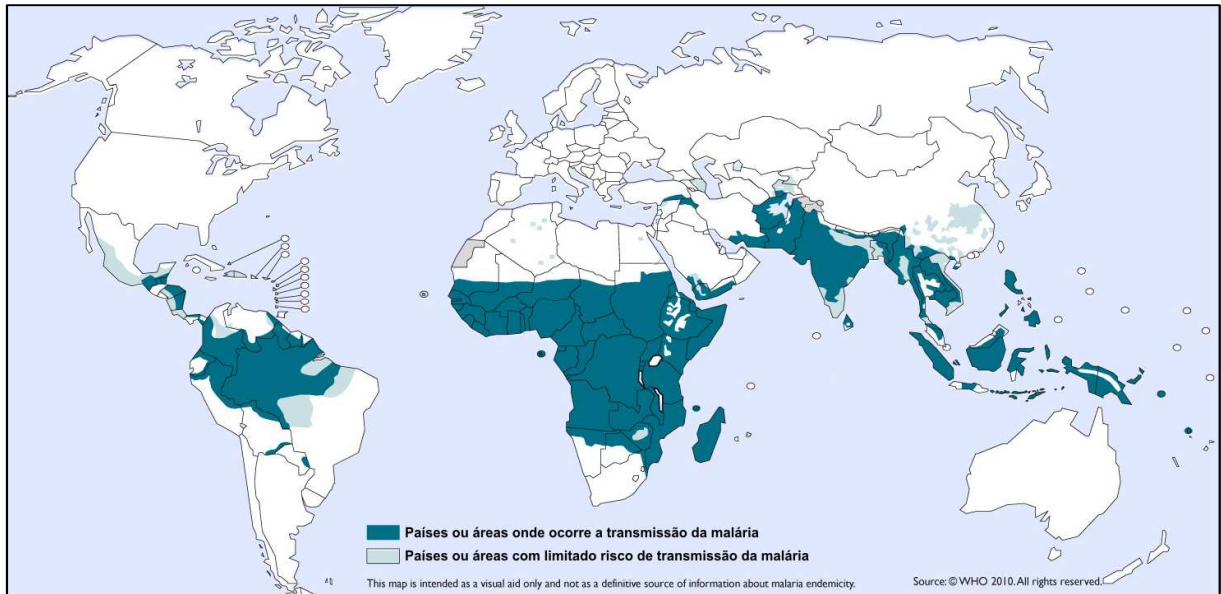 Países ou áreas onde ocorre a transmissão da malária
Países ou áreas com limitado risco de transmissão da malária
This map is intended as a visual aid only and not as a definitive source of information about malaria endemicity.
Source: © WHO 2010. All rights reserved.